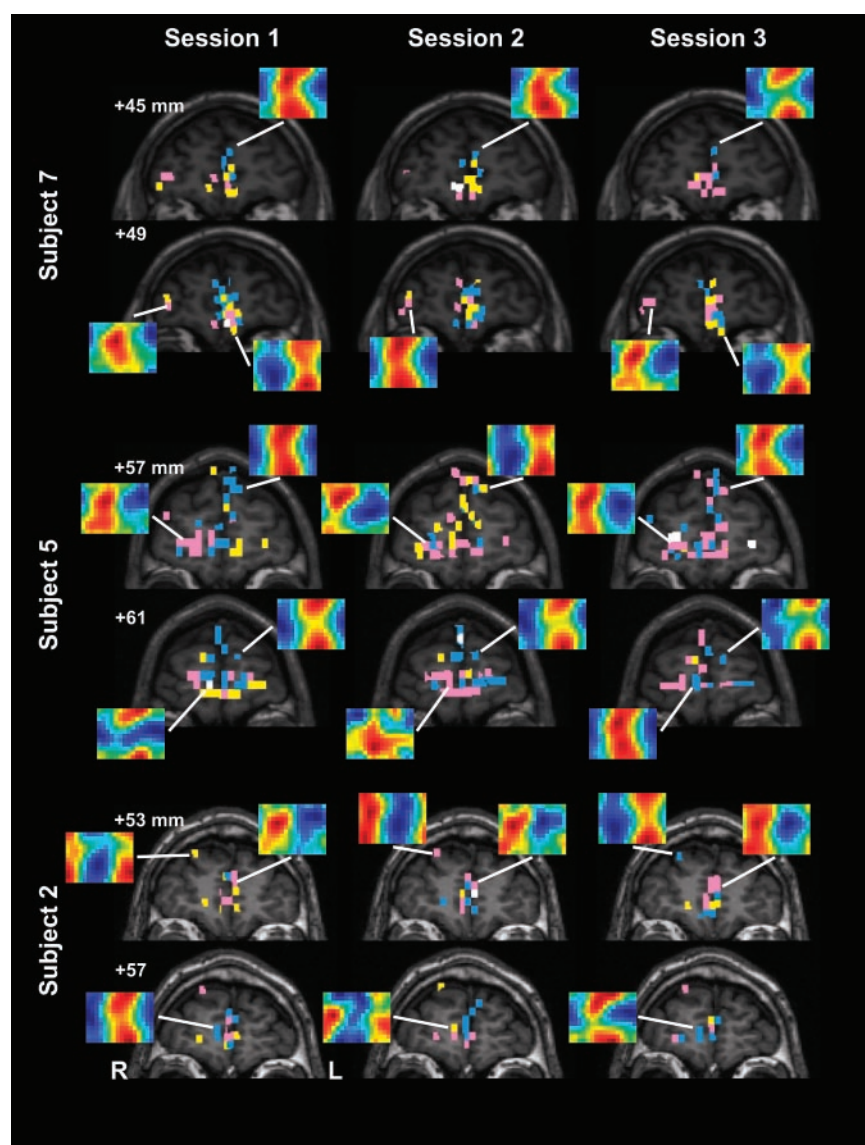 Session 1 Session 2 Session 3
Subject 7
+45 mm
+49
Subject 5
+57 mm
+61
Subject 2
+53 mm
+57
R L